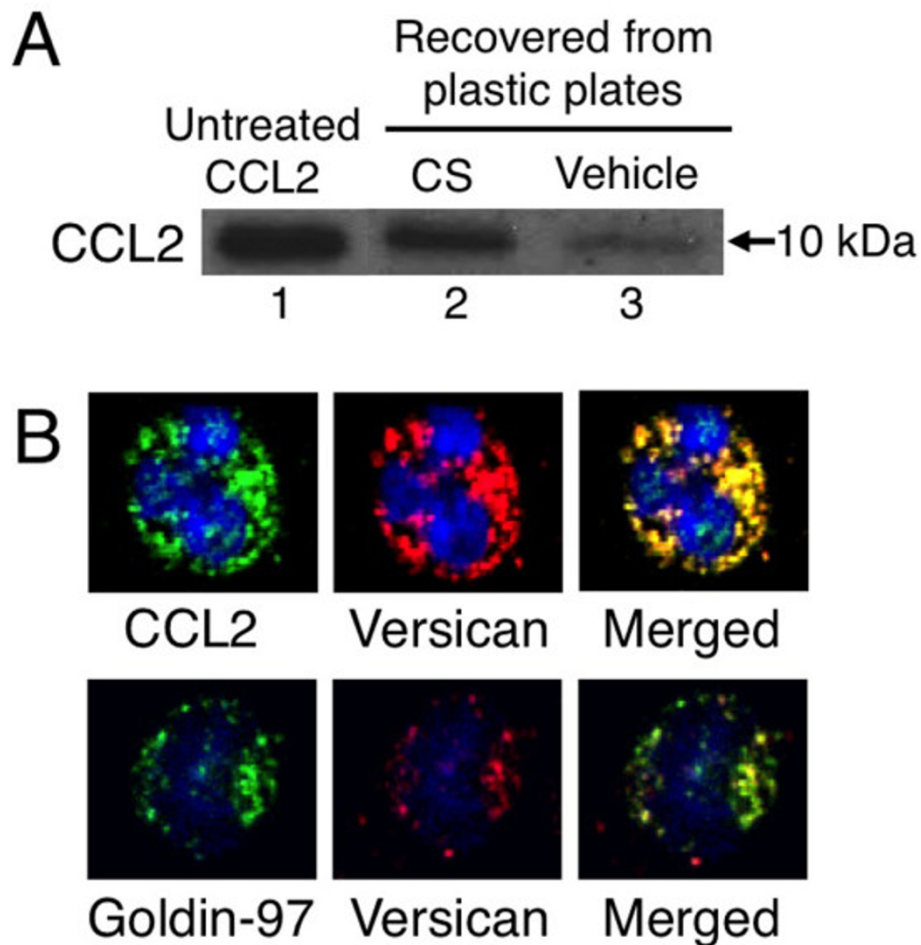 A
Recovered from
plastic plates
Untreated
CCL2
CS
Vehicle
CCL2
10 kDa
1 2 3
B
CCL2 Versican Merged
Goldin-97 Versican Merged